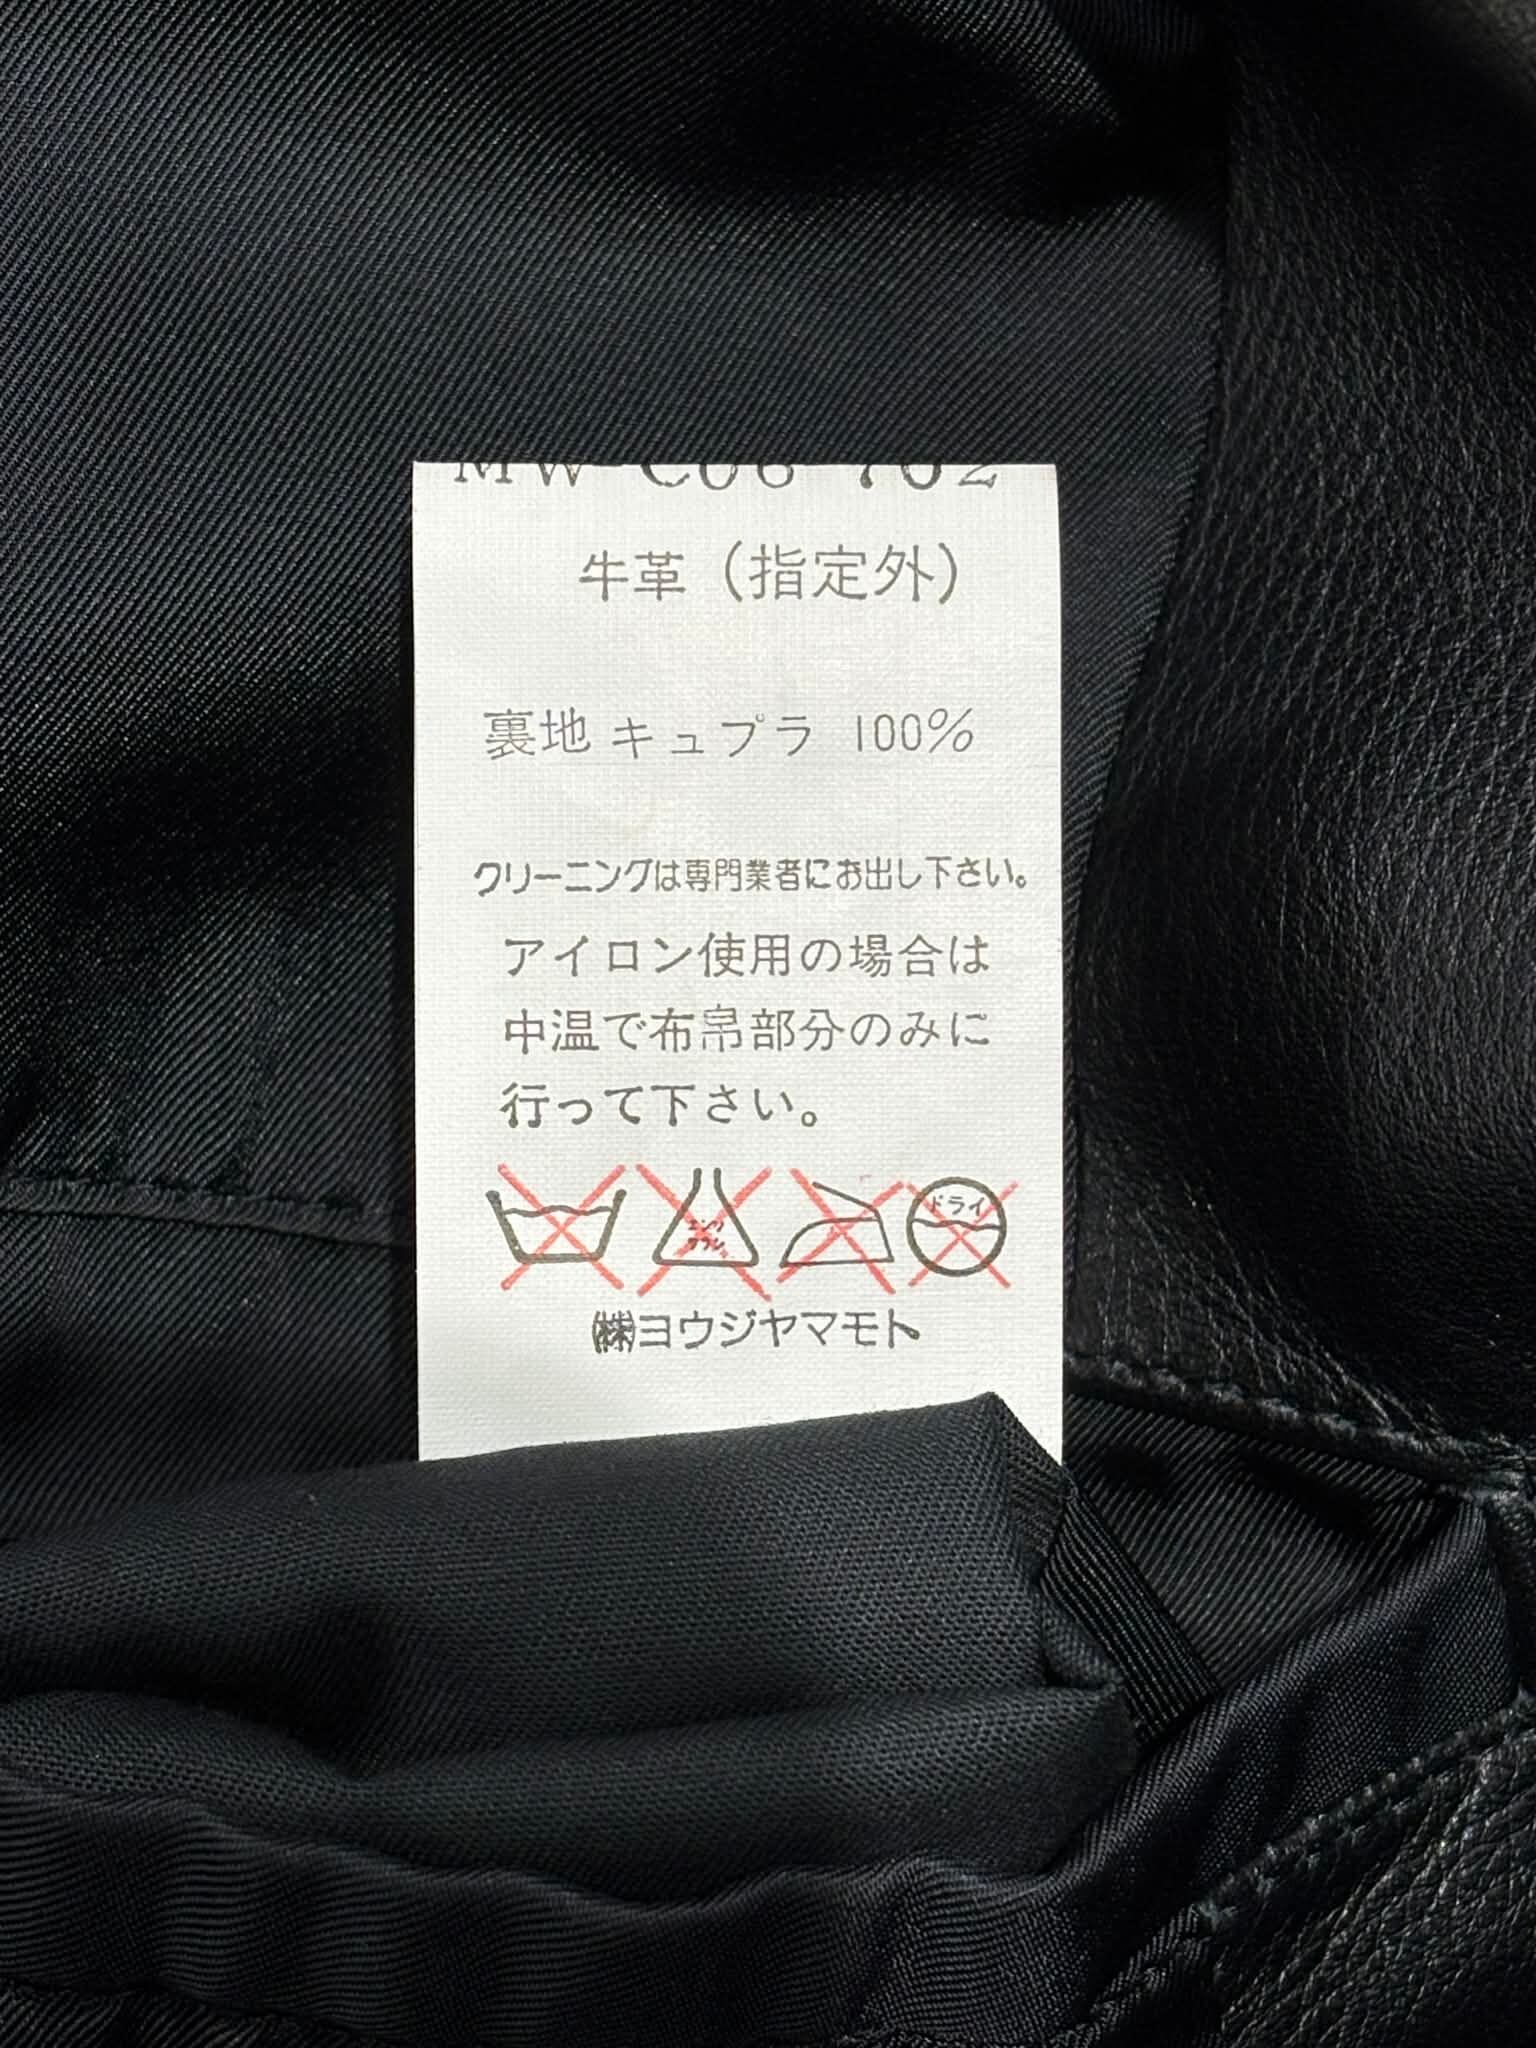 MW-C06-702
牛革（指定外）
裏地 キュプラ 100%
クリーニングは専門業者にお出し下さい。
アイロン使用の場合は
中温で布帛部分のみに
行って下さい。
ドライ
㈱ヨウジヤマモト